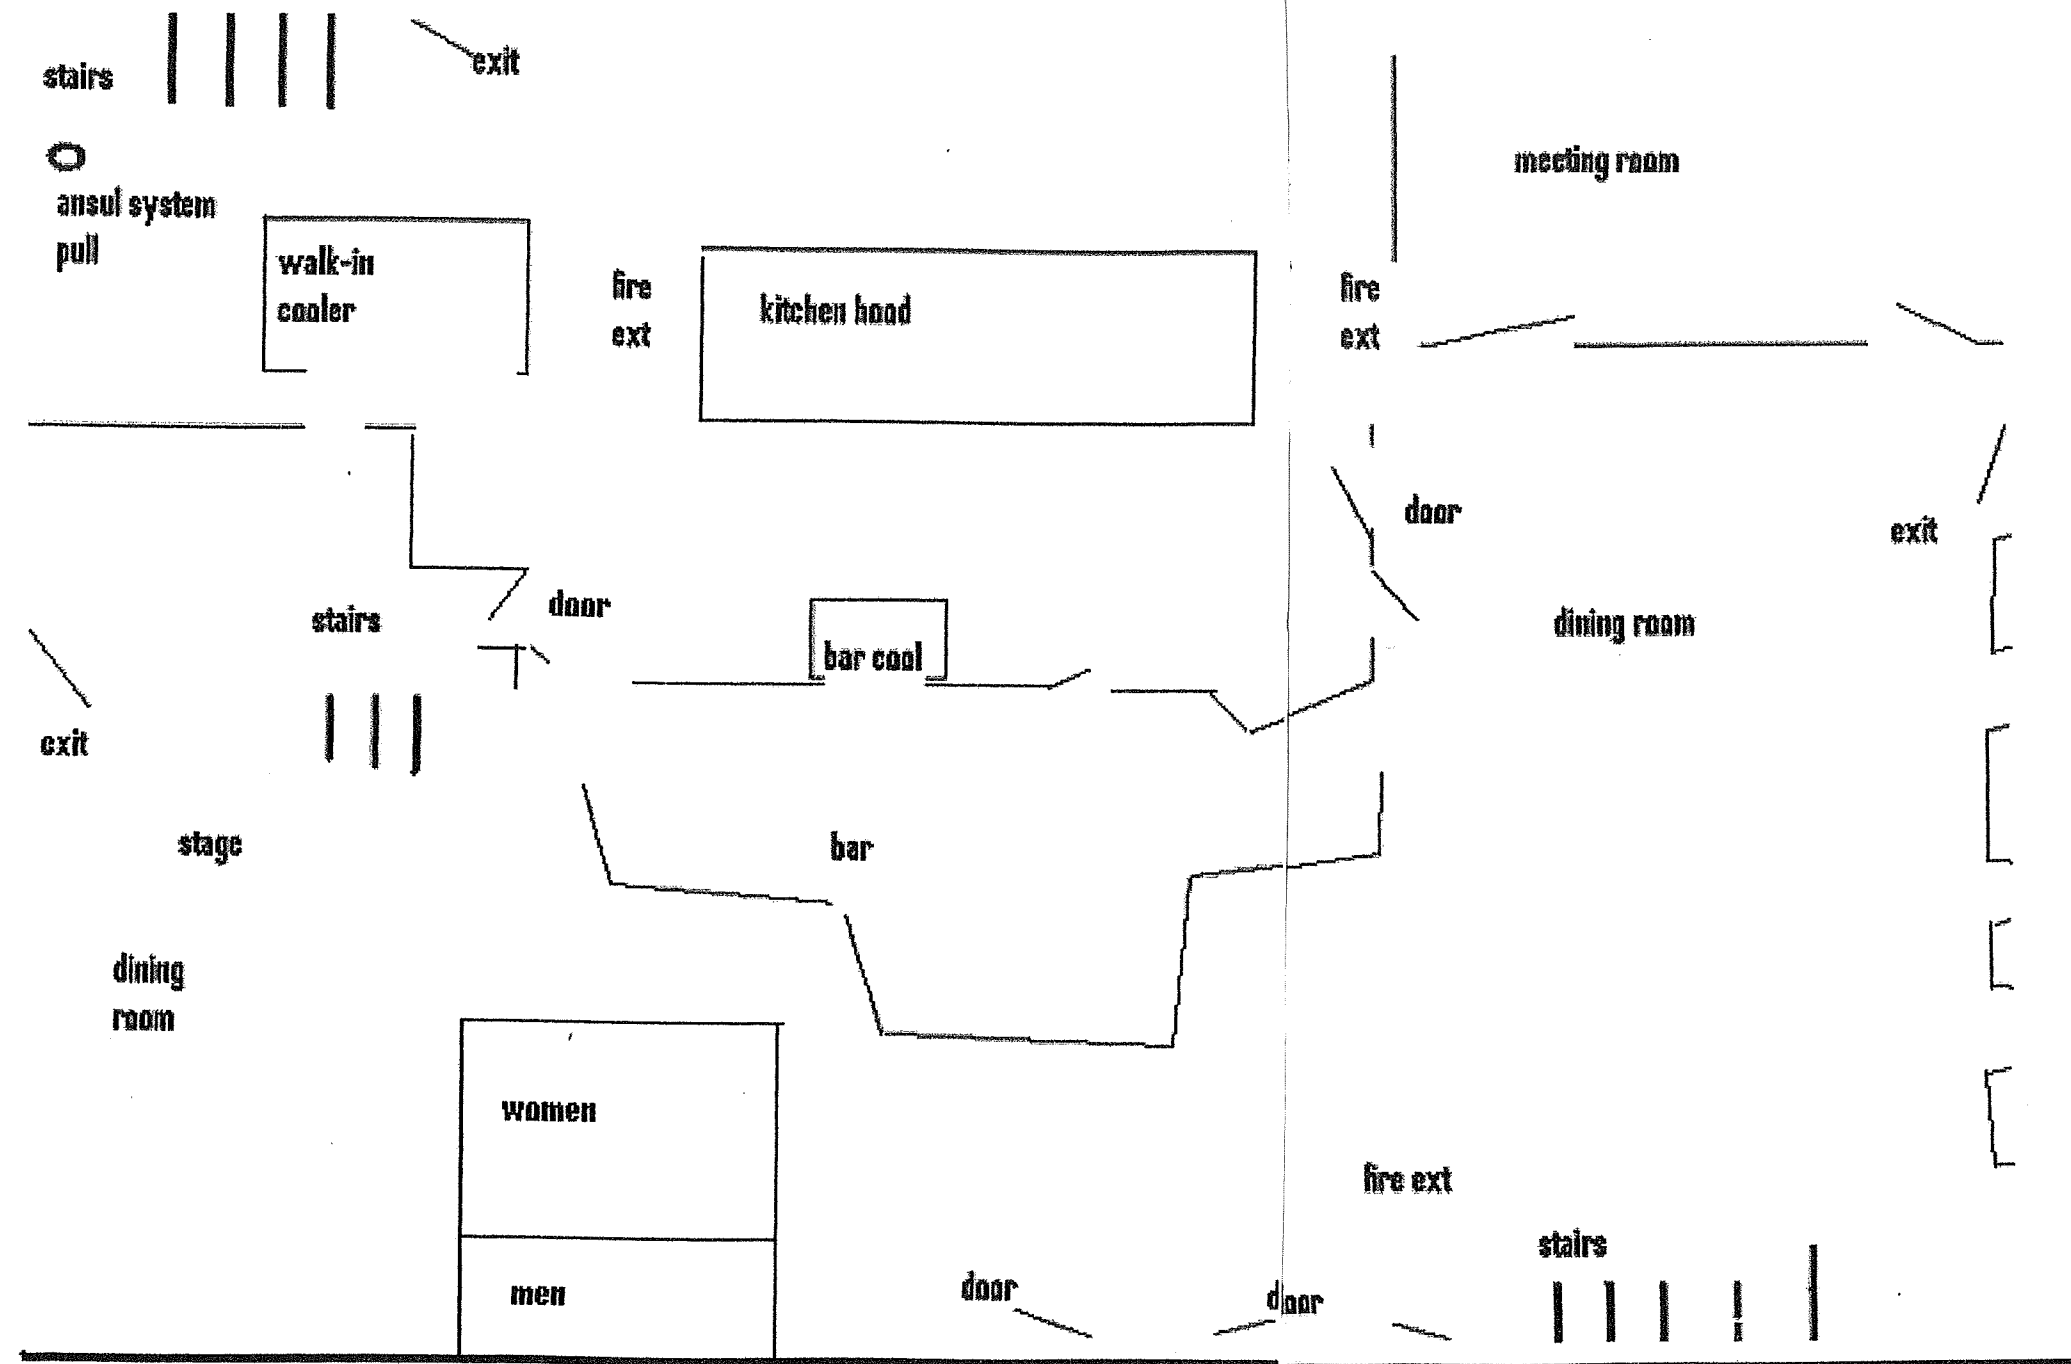 exit
stairs
ansul system
pull
walk-in
cooler
fire
ext
kitchen hood
fire
ext
meeting room
door
exit
stairs
door
bar cool
dining room
exit
stage
bar
dining
room
women
men
fire ext
stairs
door
door